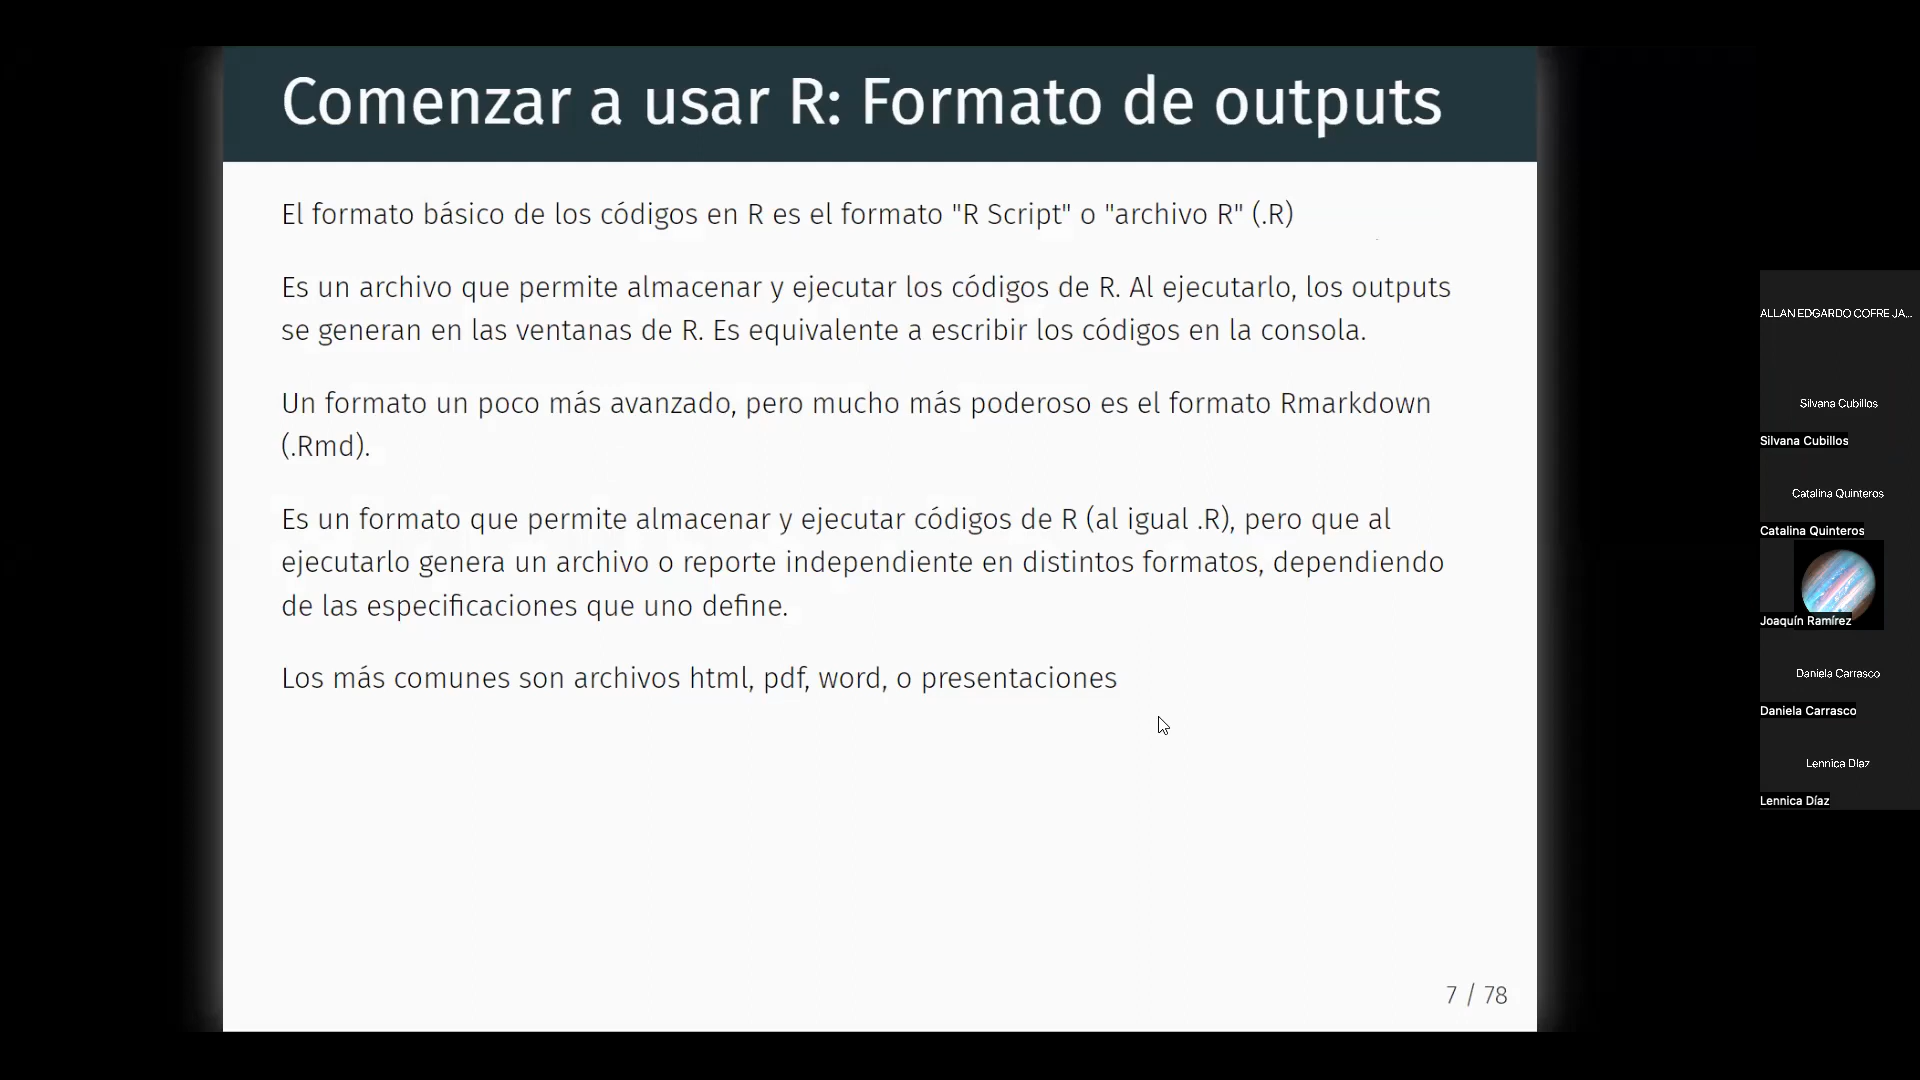 Comenzar a usar R: Formato de outputs
El formato básico de los códigos en R es el formato "R Script" o "archivo R" (.R)
Es un archivo que permite almacenar y ejecutar los códigos de R. Al ejecutarlo, los outputs
se generan en las ventanas de R. Es equivalente a escribir los códigos en la consola.
Un formato un poco más avanzado, pero mucho más poderoso es el formato Rmarkdown
(.Rmd).
Es un formato que permite almacenar y ejecutar códigos de R (al igual .R), pero que al
ejecutarlo genera un archivo o reporte independiente en distintos formatos, dependiendo
de las especificaciones que uno define.
Los más comunes son archivos html, pdf, word, o presentaciones
7 / 78
ALLAN EDGARDO COFRE JA...
Silvana Cubillos
Silvana Cubillos
Catalina Quinteros
Catalina Quinteros
Joaquín Ramírez
Daniela Carrasco
Daniela Carrasco
Lennica Díaz
Lennica Díaz